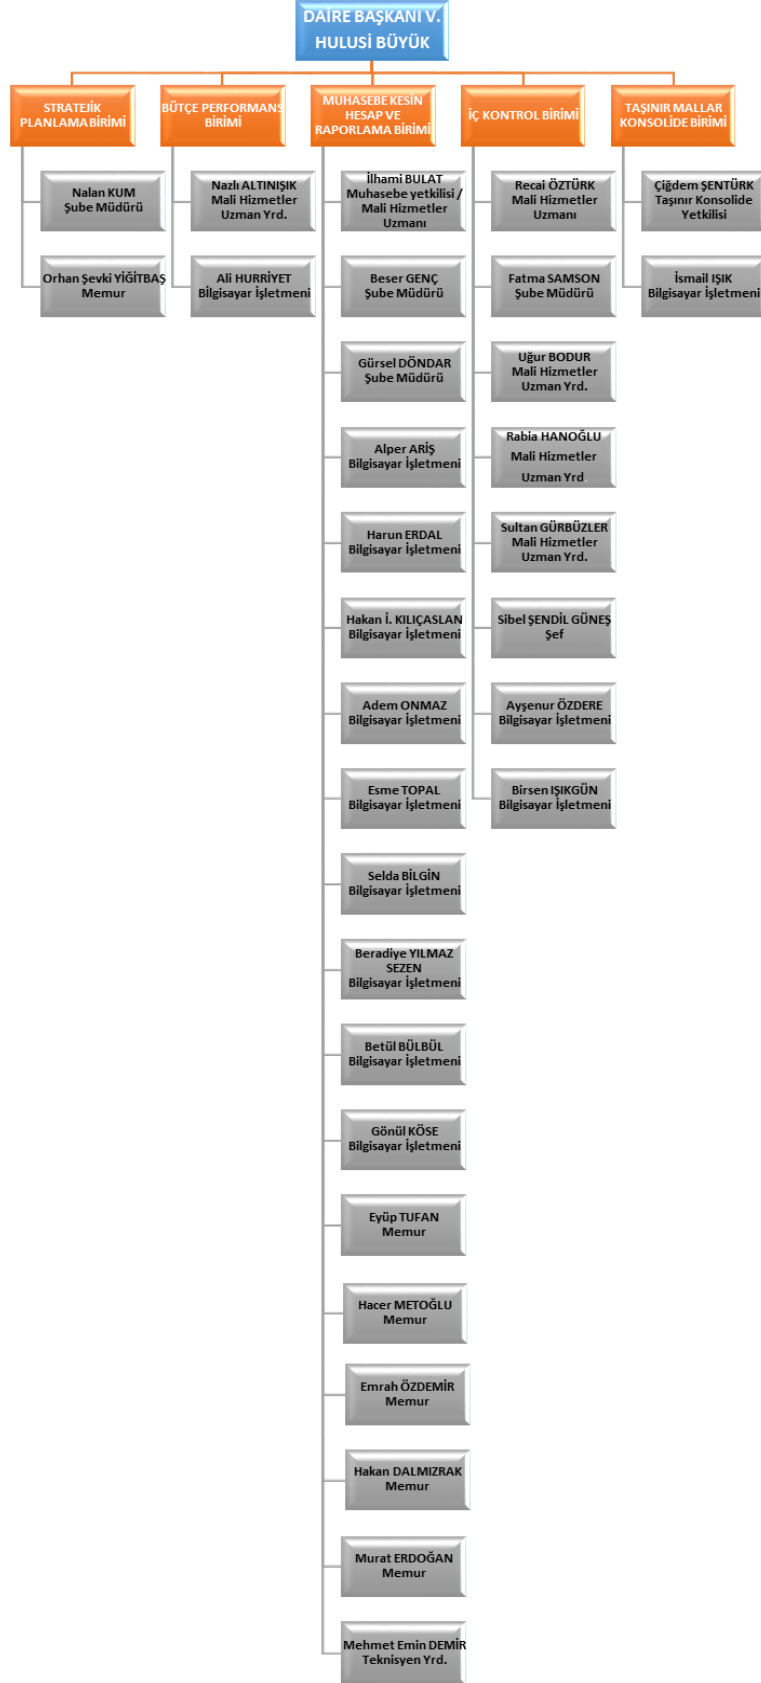 DAİRE BAŞKANI V.
HULUSİ BÜYÜK
STRATEJİK
PLANLAMA BİRİMİ
BÜTÇE PERFORMANS
BİRİMİ
MUHASEBE KESİN
HESAP VE
RAPORLAMA BİRİMİ
İÇ KONTROL BİRİMİ
TAŞINIR MALLAR
KONSOLİDE BİRİMİ
Nalan KUM
Şube Müdürü
Orhan Şevki YİĞİTBAŞ
Memur
Nazlı ALTINIŞIK
Mali Hizmetler
Uzman Yrd.
Ali HURRİYET
Bilgisayar İşletmeni
İlhami BULAT
Muhasebe yetkilisi /
Mali Hizmetler
Uzmanı
Beser GENÇ
Şube Müdürü
Gürsel DÖNDAR
Şube Müdürü
Alper ARİŞ
Bilgisayar İşletmeni
Harun ERDAL
Bilgisayar İşletmeni
Hakan İ. KILIÇASLAN
Bilgisayar İşletmeni
Adem ONMAZ
Bilgisayar İşletmeni
Esme TOPAL
Bilgisayar İşletmeni
Selda BİLGİN
Bilgisayar İşletmeni
Beradiye YILMAZ
SEZEN
Bilgisayar İşletmeni
Betül BÜLBÜL
Bilgisayar İşletmeni
Gönül KÖSE
Bilgisayar İşletmeni
Eyüp TUFAN
Memur
Hacer METOĞLU
Memur
Emrah ÖZDEMİR
Memur
Hakan DALMIZRAK
Memur
Murat ERDOĞAN
Memur
Mehmet Emin DEMİR
Teknisyen Yrd.
Recai ÖZTÜRK
Mali Hizmetler
Uzmanı
Fatma SAMSON
Şube Müdürü
Uğur BODUR
Mali Hizmetler
Uzman Yrd.
Rabia HANOĞLU
Mali Hizmetler
Uzman Yrd
Sultan GÜRBÜZLER
Mali Hizmetler
Uzman Yrd.
Sibel ŞENDİL GÜNEŞ
Şef
Ayşenur ÖZDERE
Bilgisayar İşletmeni
Birsen IŞIKGÜN
Bilgisayar İşletmeni
Çiğdem ŞENTÜRK
Taşınır Konsolide
Yetkilisi
İsmail IŞIK
Bilgisayar İşletmeni